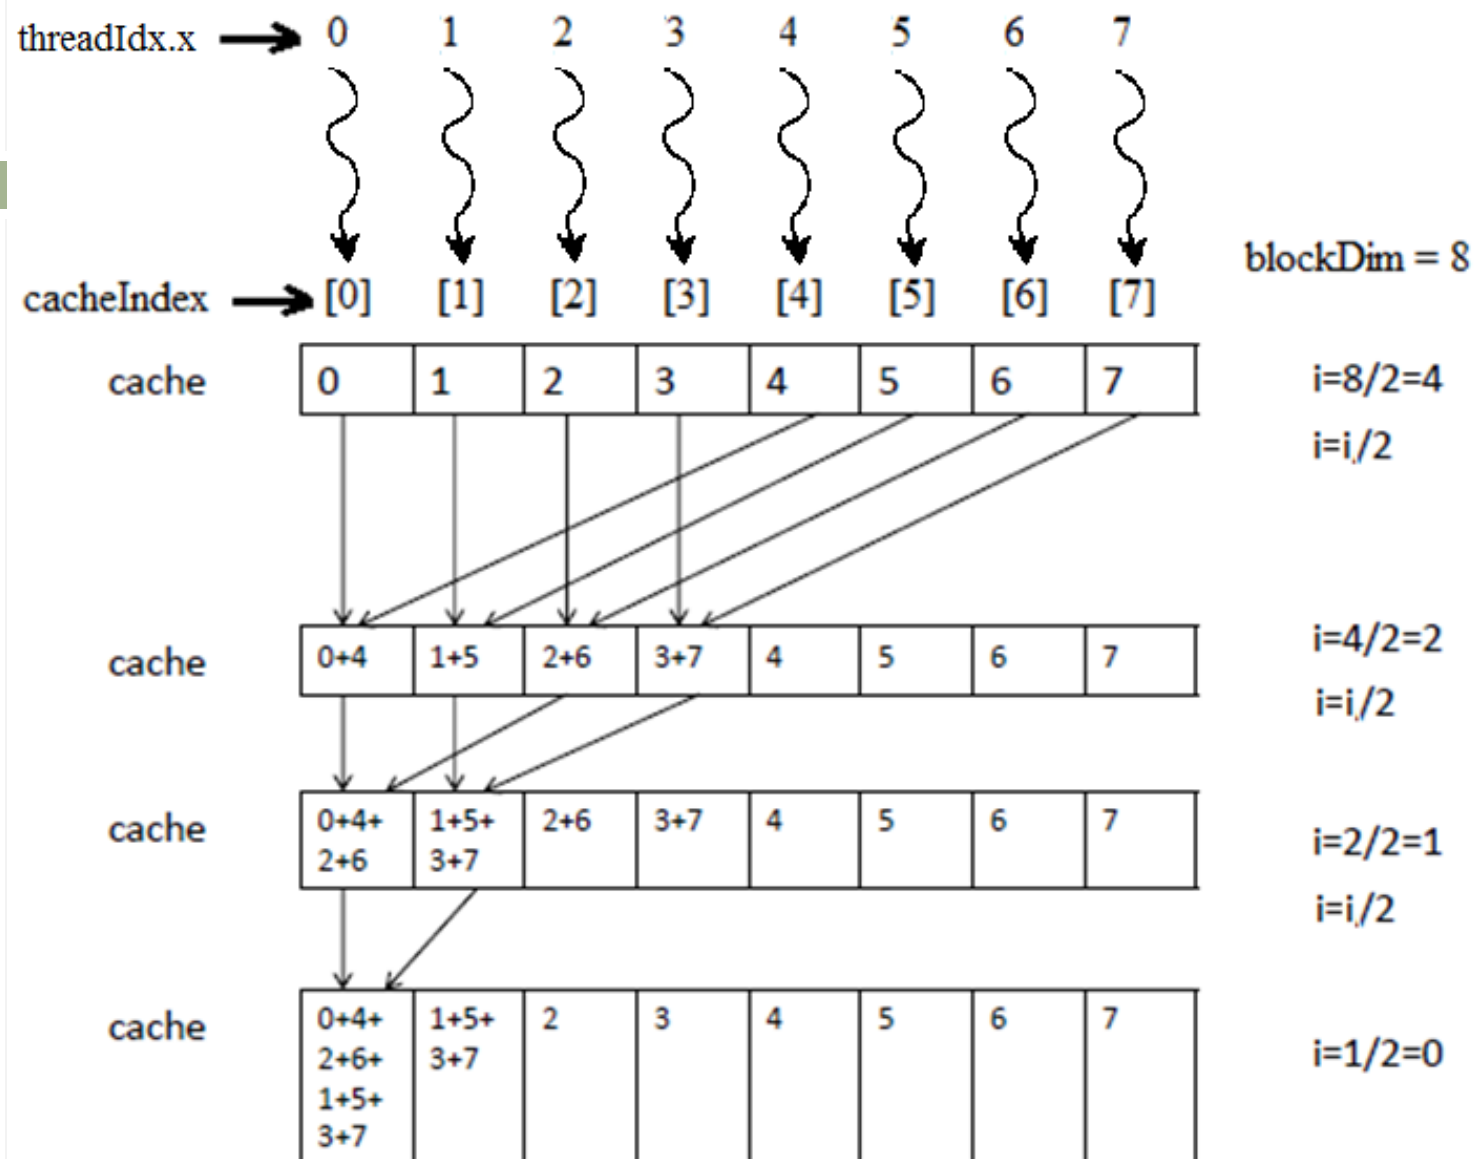 threadIdx.x 0 1 2 3 4 5 6 7
blockDim = 8
cacheIndex [0] [1] [2] [3] [4] [5] [6] [7]
cache 0 1 2 3 4 5 6 7 i=8/2=4
i=i/2
cache 0+4 1+5 2+6 3+7 4 5 6 7 i=4/2=2
i=i/2
cache 0+4+ 1+5+ 2+6 3+7 4 5 6 7 i=2/2=1
2+6 3+7
i=i/2
cache 0+4+ 1+5+ 2 3 4 5 6 7 i=1/2=0
2+6+ 3+7
1+5+
3+7